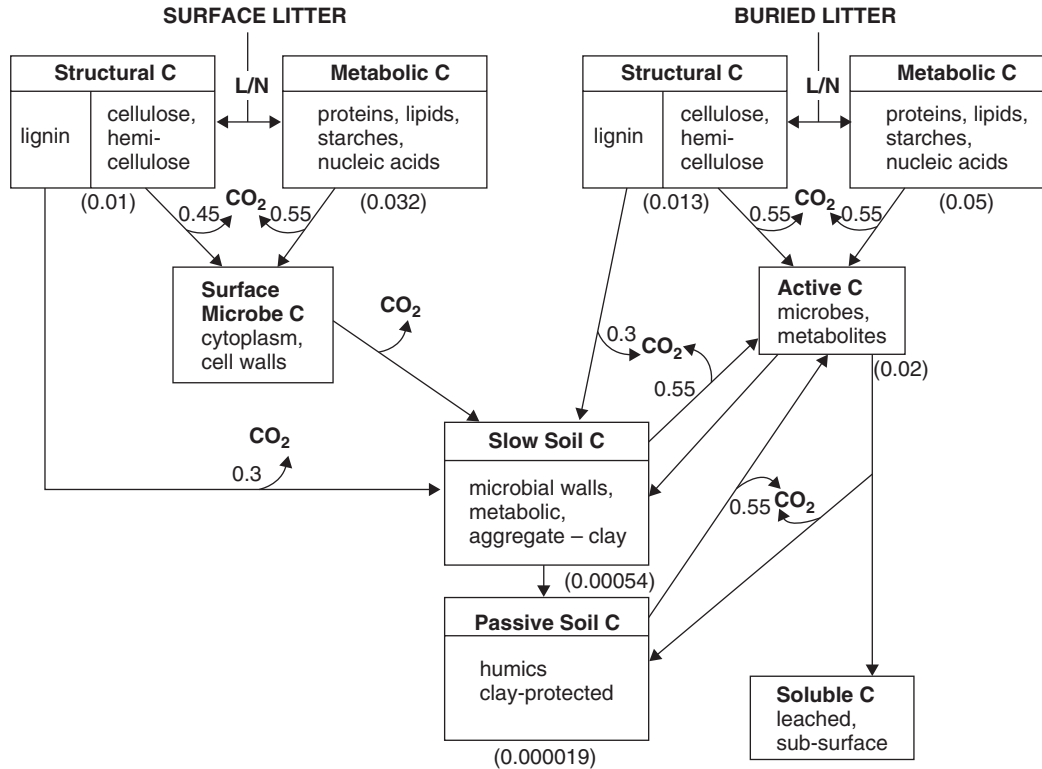 SURFACE LITTER
BURIED LITTER
Structural C
L/N
Metabolic C
lignin
cellulose,
hemi-
cellulose
proteins, lipids,
starches,
nucleic acids
Structural C
L/N
Metabolic C
lignin
cellulose,
hemi-
cellulose
proteins, lipids,
starches,
nucleic acids
(0.01)
0.45
CO₂
0.55
(0.032)
(0.013)
0.55
CO₂
0.55
(0.05)
Surface
Microbe C
cytoplasm,
cell walls
CO₂
Active C
microbes,
metabolites
(0.02)
0.3
CO₂
0.55
CO₂
0.3
Slow Soil C
microbial walls,
metabolic,
aggregate – clay
(0.00054)
0.55
CO₂
Passive Soil C
humics
clay-protected
(0.000019)
Soluble C
leached,
sub-surface